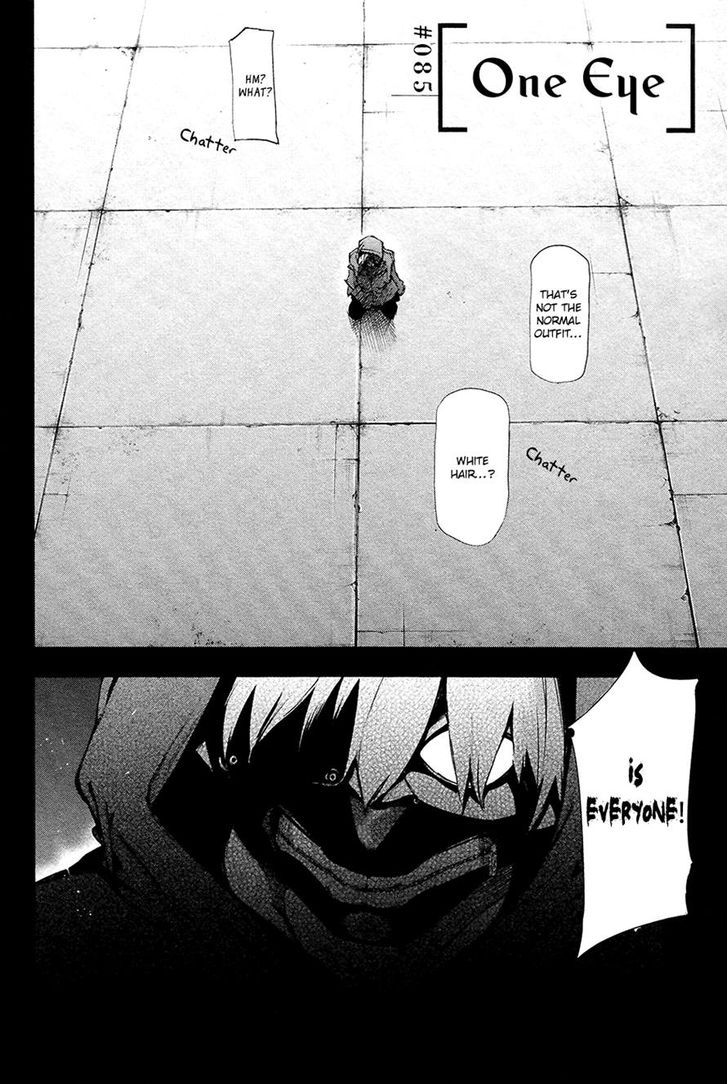 #085
[One Eye]
HM?
WHAT?
Chatter
THAT'S
NOT THE
NORMAL
OUTFIT...
WHITE
HAIR...?
Chatter
is
EVERYONE!